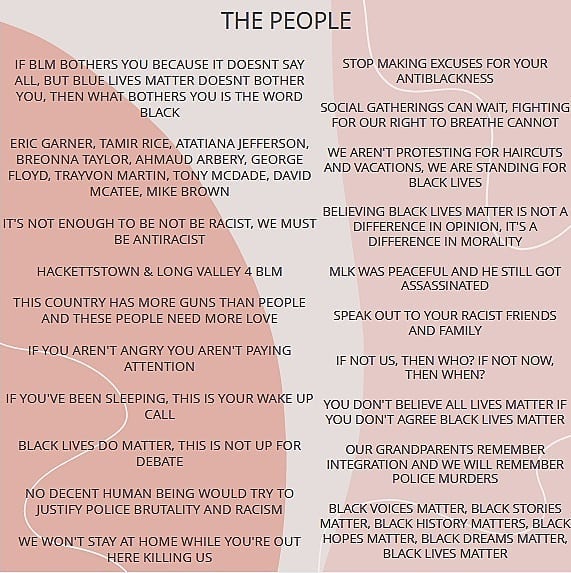 THE PEOPLE
IF BLM BOTHERS YOU BECAUSE IT DOESNT SAY
ALL, BUT BLUE LIVES MATTER DOESNT BOTHER
YOU, THEN WHAT BOTHERS YOU IS THE WORD
BLACK
ERIC GARNER, TAMIR RICE, ATATIANA JEFFERSON,
BREONNA TAYLOR, AHMAUD ARBERY, GEORGE
FLOYD, TRAYVON MARTIN, TONY MCDADE, DAVID
MCATEE, MIKE BROWN
IT'S NOT ENOUGH TO BE NOT BE RACIST, WE MUST
BE ANTIRACIST
HACKETTSTOWN & LONG VALLEY 4 BLM
THIS COUNTRY HAS MORE GUNS THAN PEOPLE
AND THESE PEOPLE NEED MORE LOVE
IF YOU AREN'T ANGRY YOU AREN'T PAYING
ATTENTION
IF YOU'VE BEEN SLEEPING, THIS IS YOUR WAKE UP
CALL
BLACK LIVES DO MATTER, THIS IS NOT UP FOR
DEBATE
NO DECENT HUMAN BEING WOULD TRY TO
JUSTIFY POLICE BRUTALITY AND RACISM
WE WON'T STAY AT HOME WHILE YOU'RE OUT
HERE KILLING US
STOP MAKING EXCUSES FOR YOUR
ANTIBLACKNESS
SOCIAL GATHERINGS CAN WAIT, FIGHTING
FOR OUR RIGHT TO BREATHE CANNOT
WE AREN'T PROTESTING FOR HAIRCUTS
AND VACATIONS, WE ARE STANDING FOR
BLACK LIVES
BELIEVING BLACK LIVES MATTER IS NOT A
DIFFERENCE IN OPINION, IT'S A
DIFFERENCE IN MORALITY
MLK WAS PEACEFUL AND HE STILL GOT
ASSASSINATED
SPEAK OUT TO YOUR RACIST FRIENDS
AND FAMILY
IF NOT US, THEN WHO? IF NOT NOW,
THEN WHEN?
YOU DON'T BELIEVE ALL LIVES MATTER IF
YOU DON'T AGREE BLACK LIVES MATTER
OUR GRANDPARENTS REMEMBER
INTEGRATION AND WE WILL REMEMBER
POLICE MURDERS
BLACK VOICES MATTER, BLACK STORIES
MATTER, BLACK HISTORY MATTERS, BLACK
HOPES MATTER, BLACK DREAMS MATTER,
BLACK LIVES MATTER